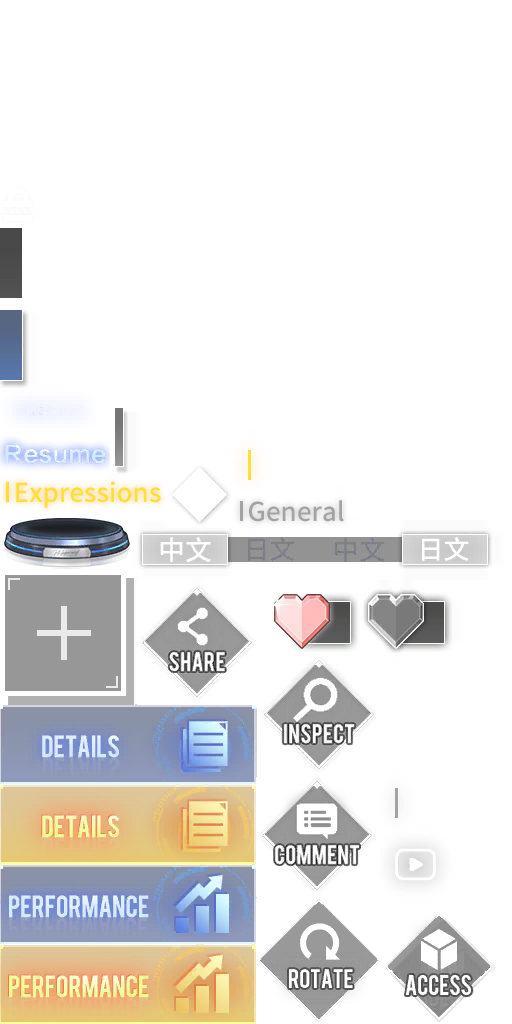 Resume
Expressions
General
中文
日文
中文
日文
SHARE
INSPECT
DETAILS
DETAILS
COMMENT
PERFORMANCE
ROTATE
ACCESS
PERFORMANCE